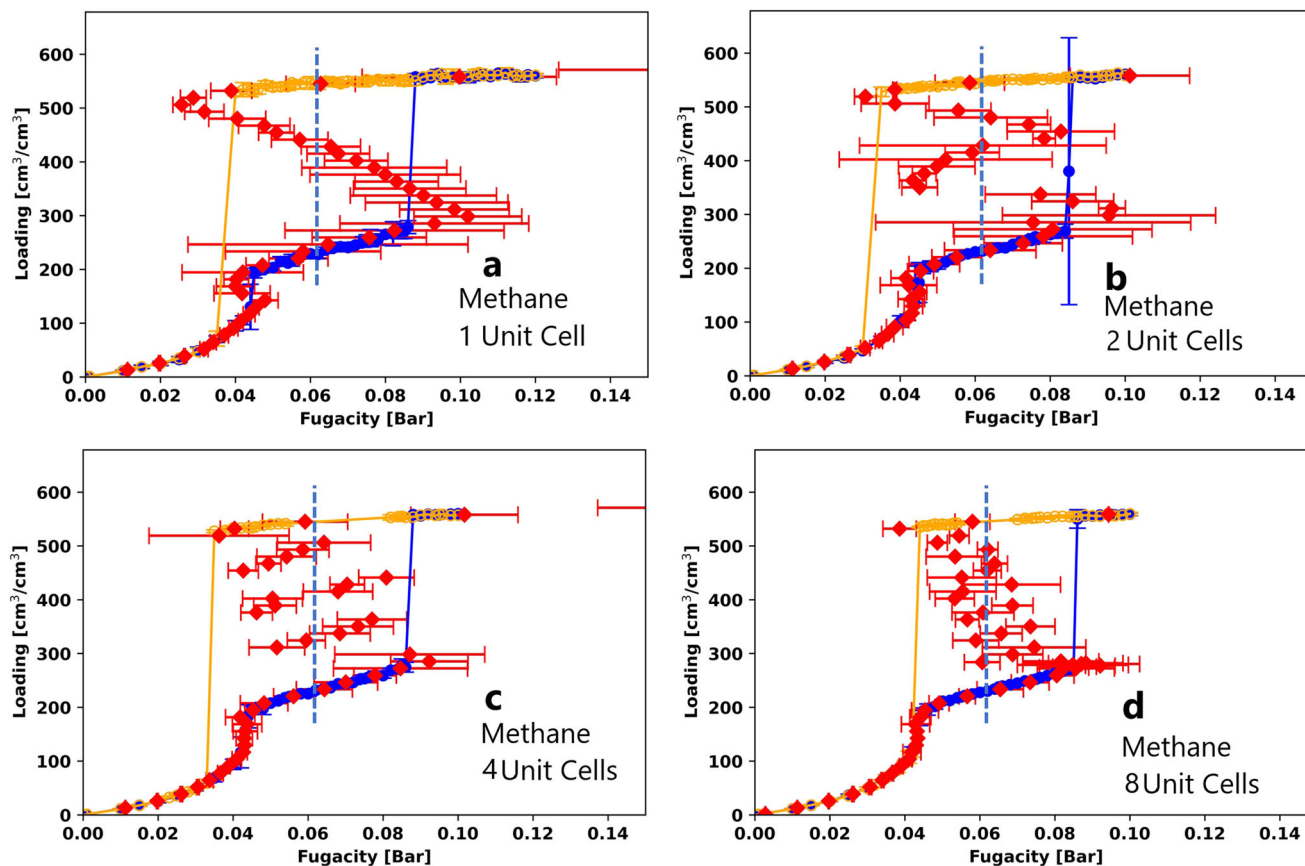 600
500
400
300
200
100
0
Loading [cm³/cm³]
0.00 0.02 0.04 0.06 0.08 0.10 0.12 0.14
Fugacity [Bar]
a
Methane
1 Unit Cell
600
500
400
300
200
100
0
Loading [cm³/cm³]
0.00 0.02 0.04 0.06 0.08 0.10 0.12 0.14
Fugacity [Bar]
b
Methane
2 Unit Cells
600
500
400
300
200
100
0
Loading [cm³/cm³]
0.00 0.02 0.04 0.06 0.08 0.10 0.12 0.14
Fugacity [Bar]
c
Methane
4 Unit Cells
600
500
400
300
200
100
0
Loading [cm³/cm³]
0.00 0.02 0.04 0.06 0.08 0.10 0.12 0.14
Fugacity [Bar]
d
Methane
8 Unit Cells